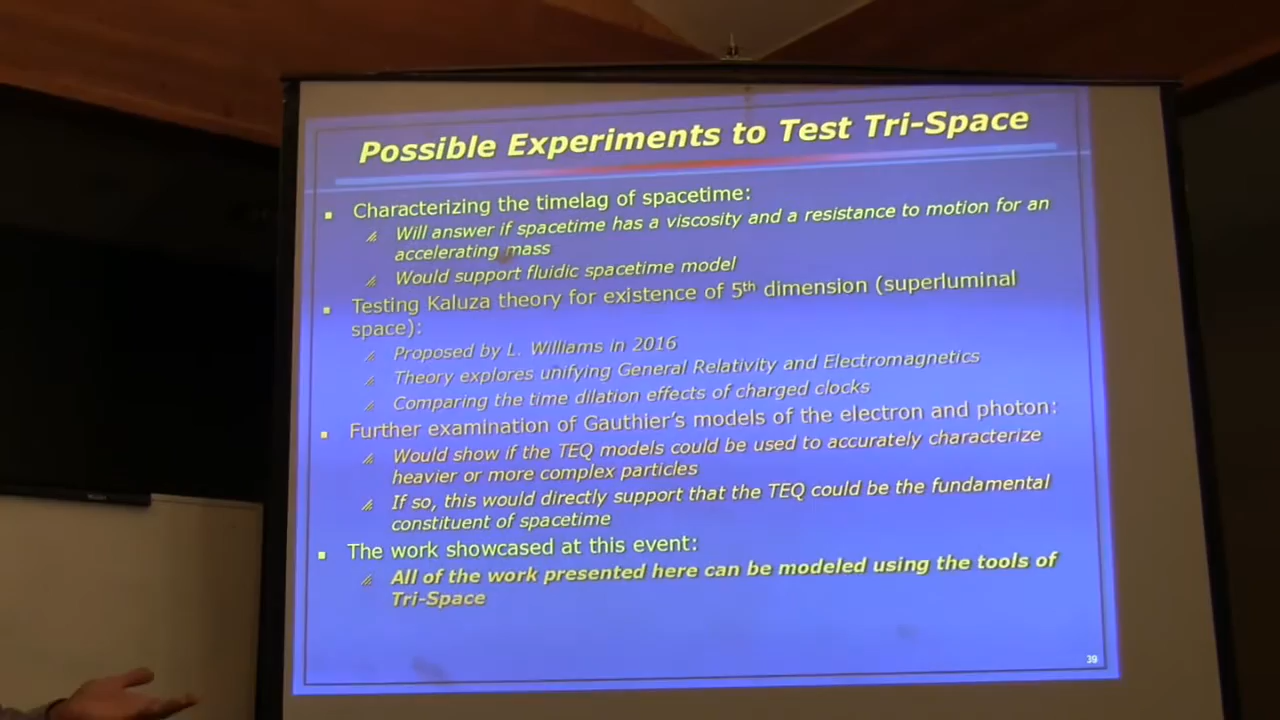 Possible Experiments to Test Tri-Space
Characterizing the timelag of spacetime:
Will answer if spacetime has a viscosity and a resistance to motion for an
accelerating mass
Would support fluidic spacetime model
Testing Kaluza theory for existence of 5th dimension (superluminal
space):
Proposed by L. Williams in 2016
Theory explores unifying General Relativity and Electromagnetics
Comparing the time dilation effects of charged clocks
Further examination of Gauthier's models of the electron and photon:
Would show if the TEQ models could be used to accurately characterize
heavier or more complex particles
If so, this would directly support that the TEQ could be the fundamental
constituent of spacetime
The work showcased at this event:
All of the work presented here can be modeled using the tools of
Tri-Space
39